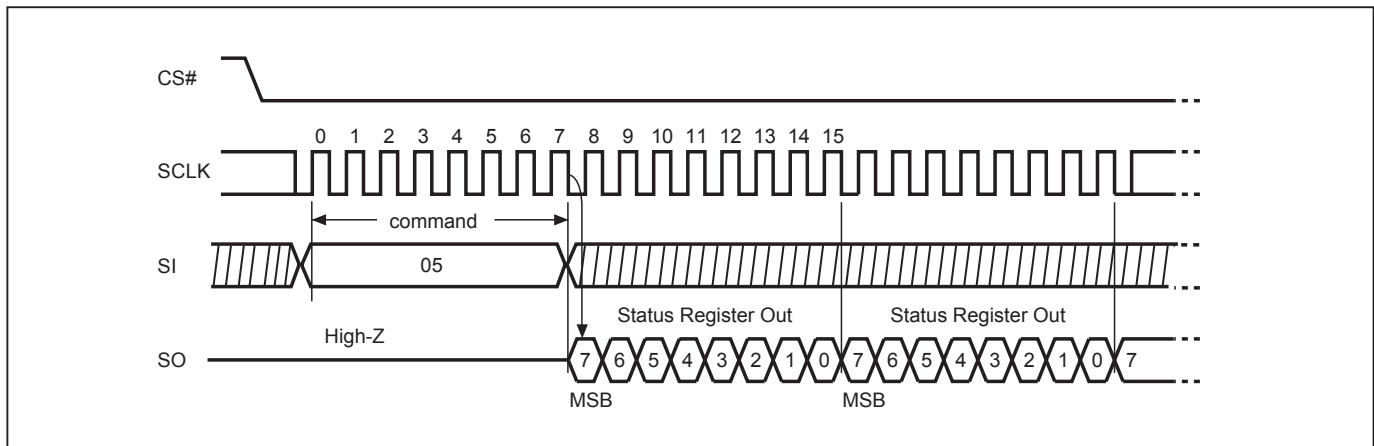 CS#
0 1 2 3 4 5 6 7 8 9 10 11 12 13 14 15
SCLK
command
SI
05
Status Register Out Status Register Out
High-Z
SO
7 6 5 4 3 2 1 0 7 6 5 4 3 2 1 0 7
MSB MSB